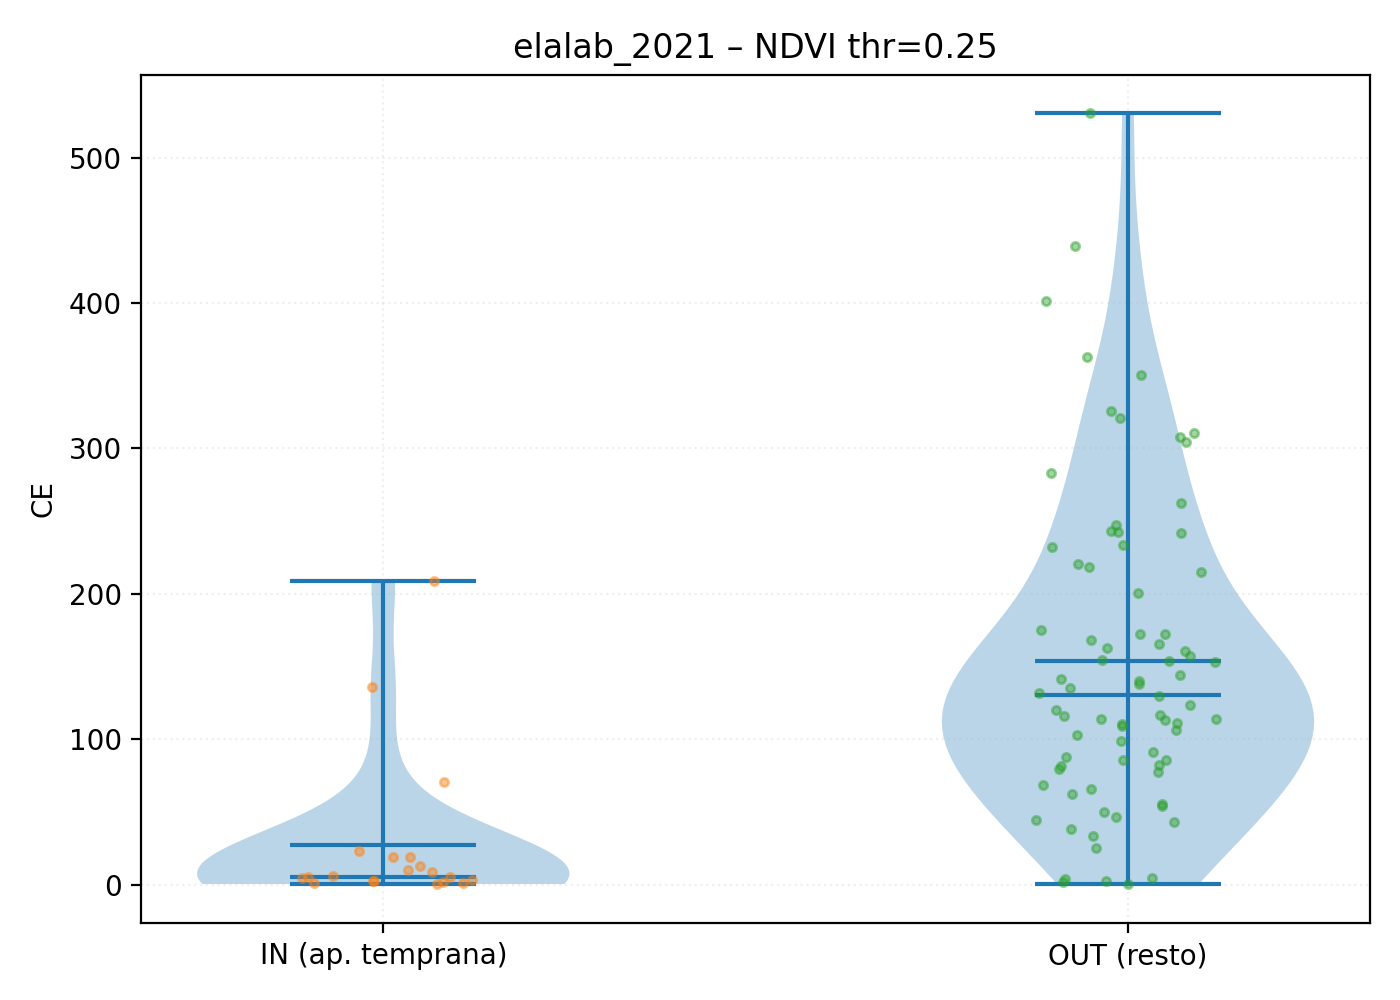 elalab_2021 – NDVI thr=0.25
500
400
300
200
100
0
CE
IN (ap. temprana)
OUT (resto)